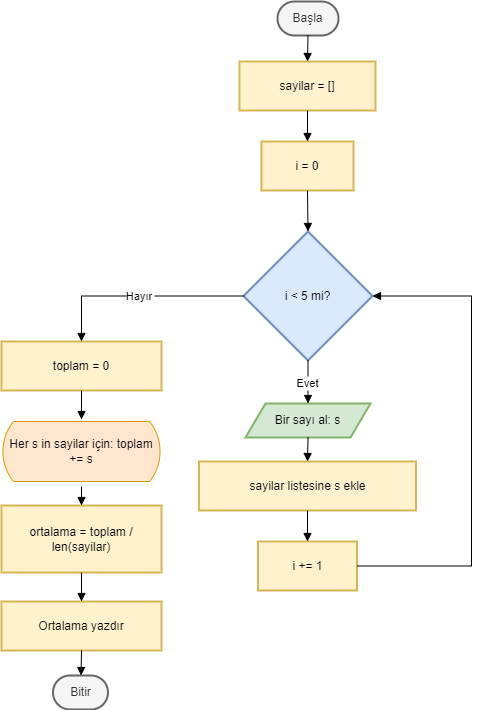 Başla
sayilar = []
i = 0
i < 5 mi?
Hayır
Evet
toplam = 0
Bir sayı al: s
Her s in sayilar için: toplam
+= s
sayilar listesine s ekle
ortalama = toplam /
len(sayilar)
i += 1
Ortalama yazdır
Bitir